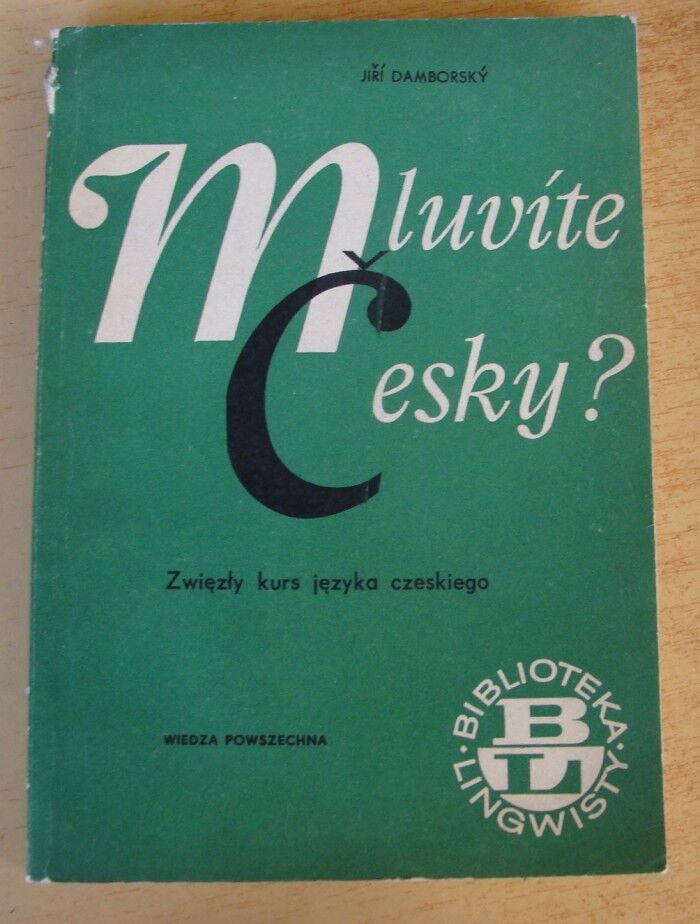 JIŘÍ DAMBORSKÝ
Mluvíte
Česky?
Zwięzły kurs języka czeskiego
WIEDZA POWSZECHNA
BIBLIOTEKA
BL
LINGWISTY